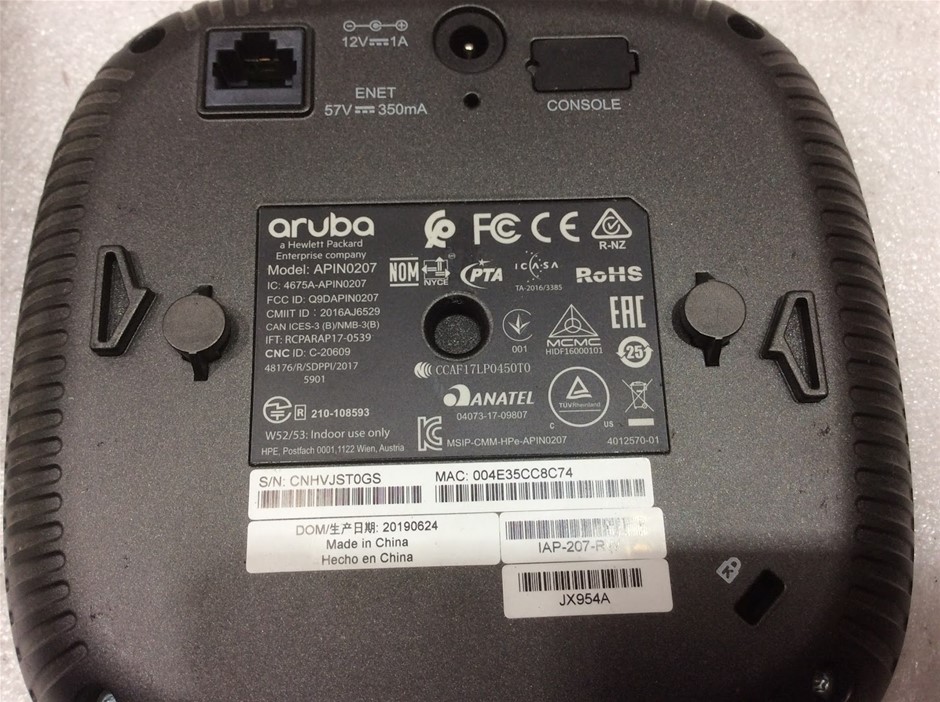 12V⎓1A
ENET
57V⎓350mA
CONSOLE
aruba
a Hewlett Packard
Enterprise company
Model: APIN0207
IC: 4675A-APIN0207
FCC ID: Q9DAPIN0207
CMIIT ID : 2016AJ6529
CAN ICES-3 (B)/NMB-3(B)
IFT: RCPARAP17-0539
CNC ID: C-20609
48176/R/SDPPI/2017
5901
R 210-108593
W52/53: Indoor use only
HPE, Postfach 0001,1122 Wien, Austria
FC CE
R-NZ
NOM
NYCE
PTA
ICASA
TA-2016/3385
RoHS
001
MCMC
HIDF16000101
EAC
25
CCAF17LP0450T0
ANATEL
04073-17-09807
TÜVRheinland
C US
MSIP-CMM-HPe-APIN0207
4012570-01
S/N: CNHVJST0GS
MAC: 004E35CC8C74
DOM/生产日期: 20190624
Made in China
Hecho en China
IAP-207-R
JX954A
K